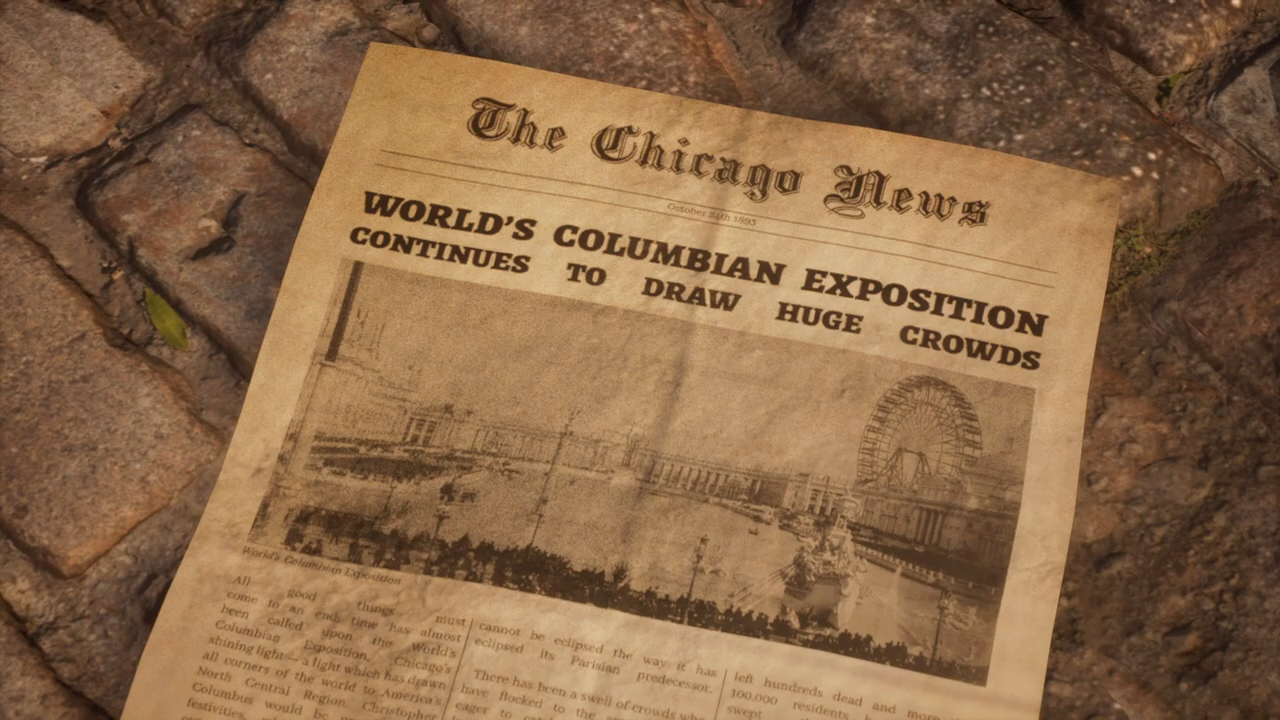 The Chicago News
October 24th 1893
WORLD'S COLUMBIAN EXPOSITION
CONTINUES TO DRAW HUGE CROWDS
World's Columbian Exposition
All good things must
come to an end; time has almost
been called upon the World's
Columbian Exposition, Chicago's
shining light — a light which has drawn
all corners of the world to America's
North Central Region. Christopher
Columbus would be
festivities,
cannot be eclipsed the way it has
eclipsed its Parisian predecessor.
There has been a swell of crowds who
have flocked to the
eager to
left hundreds dead and more
100,000 residents
swept